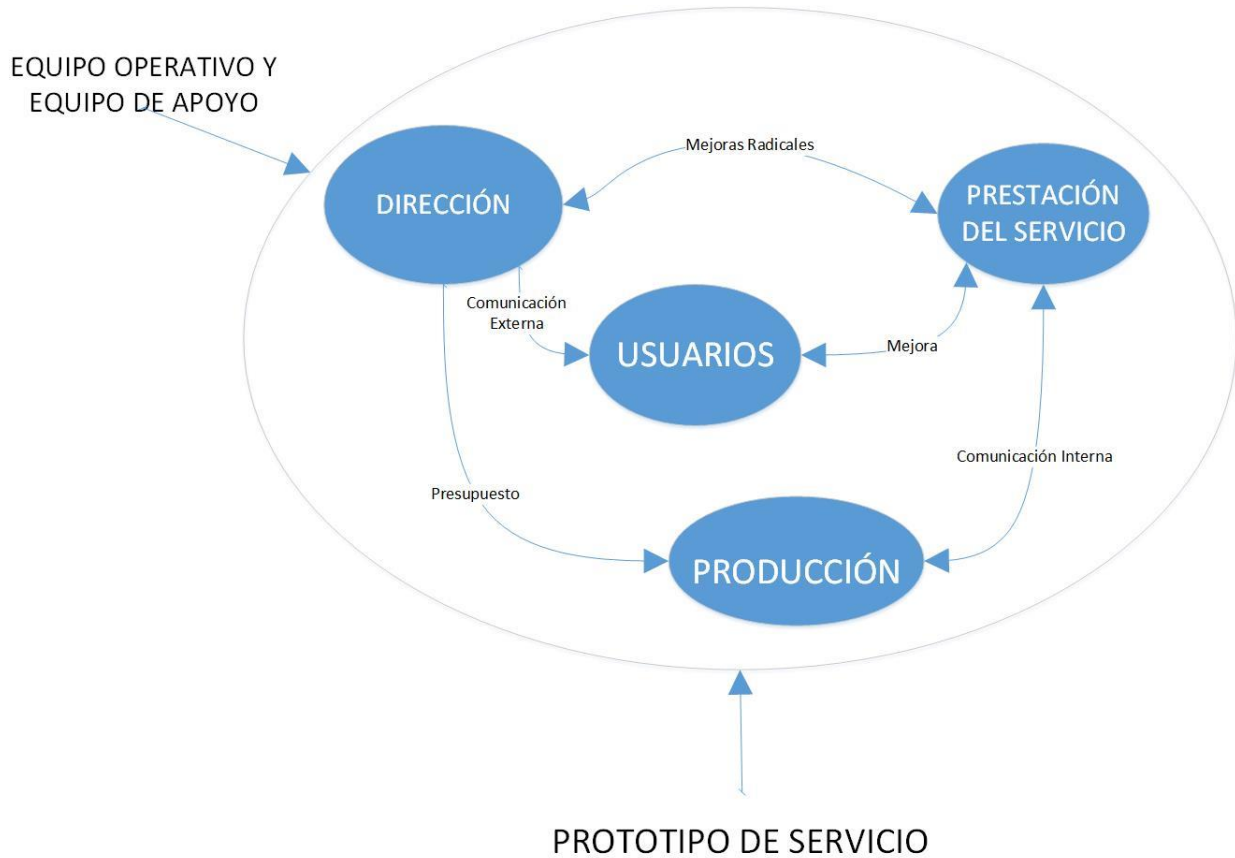 EQUIPO OPERATIVO Y
EQUIPO DE APOYO
Mejoras Radicales
DIRECCIÓN
PRESTACIÓN
DEL SERVICIO
Comunicación
Externa
USUARIOS
Mejora
Comunicación Interna
Presupuesto
PRODUCCIÓN
PROTOTIPO DE SERVICIO